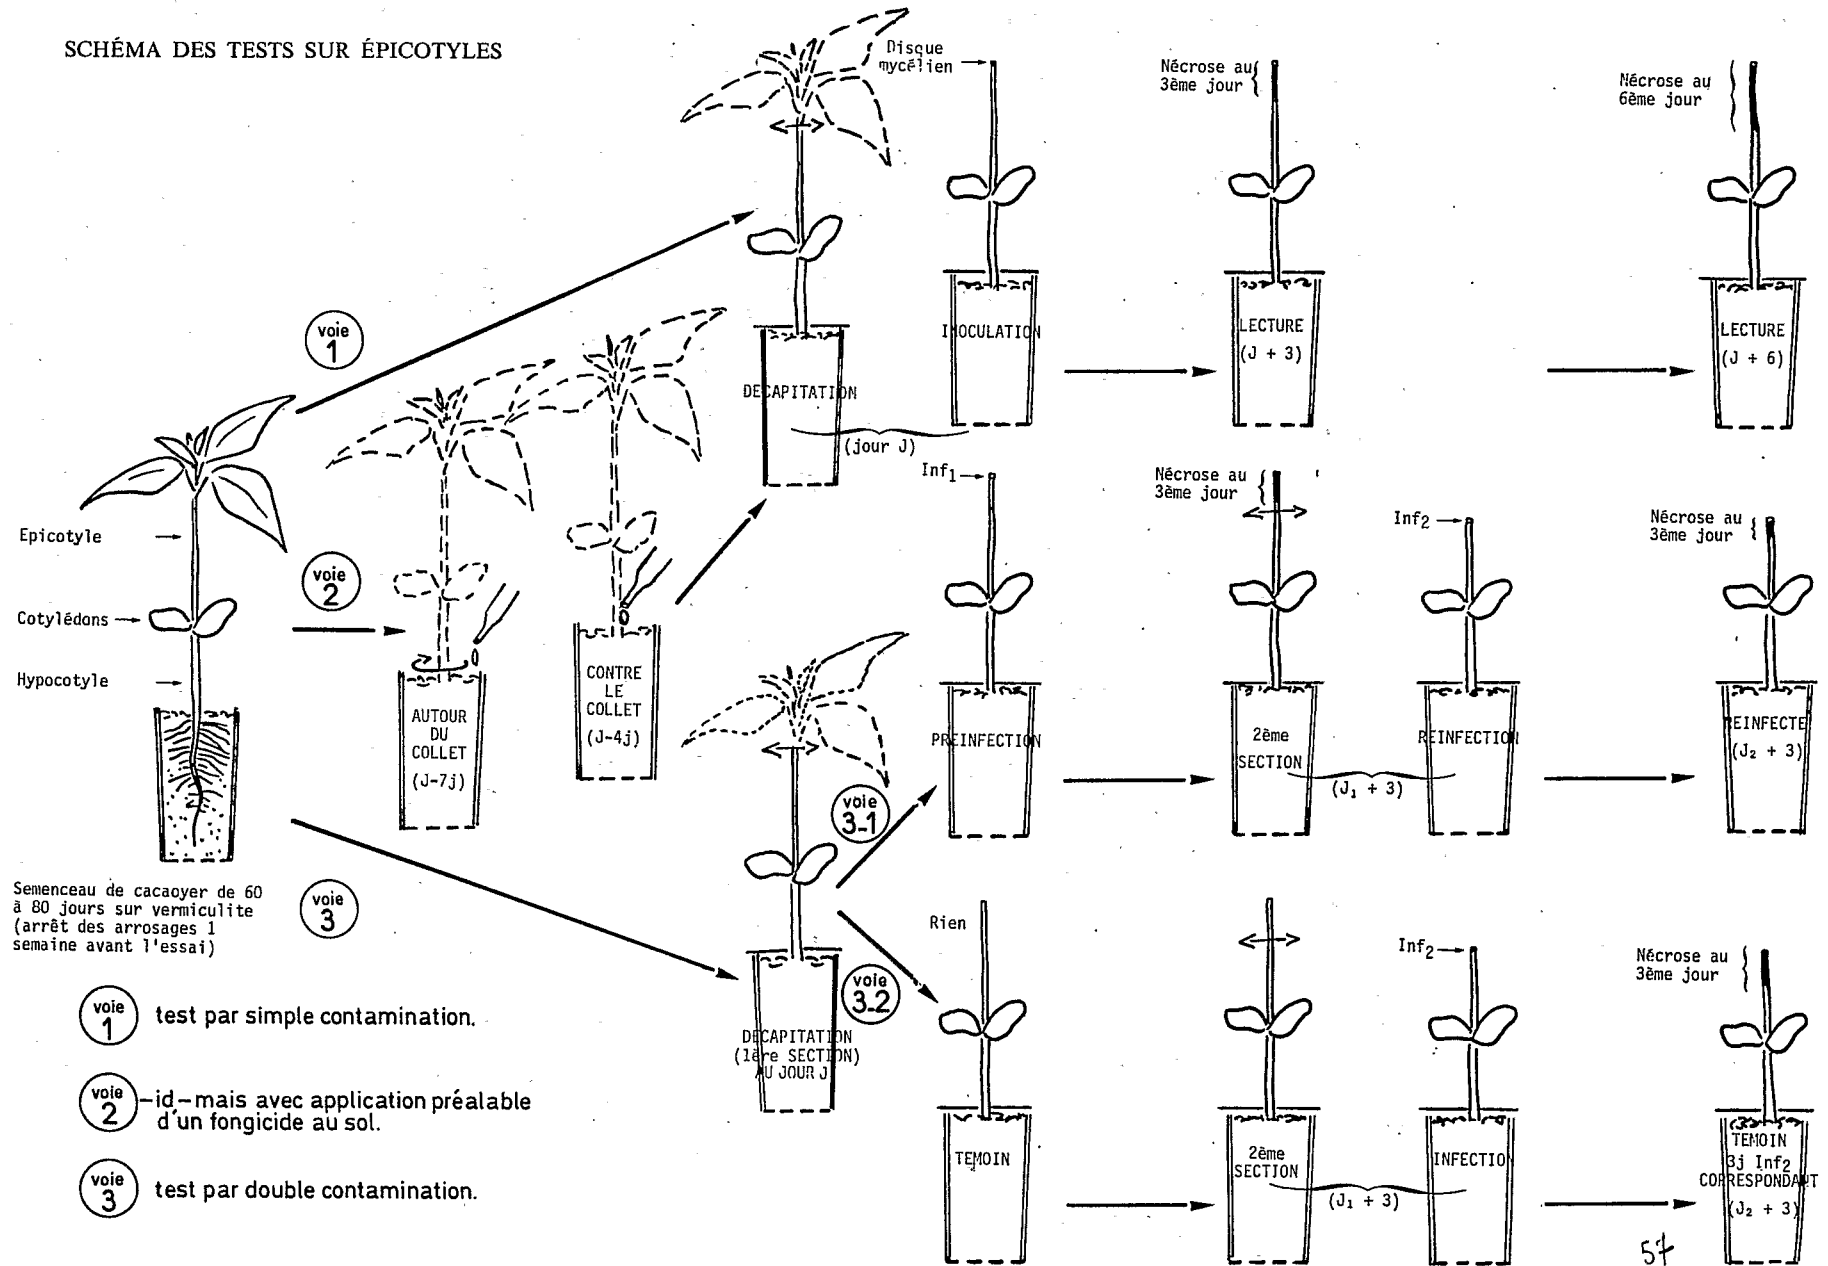 SCHÉMA DES TESTS SUR ÉPICOTYLES
Disque
mycélien
Nécrose au
3ème jour
Nécrose au
6ème jour
voie
1
DECAPITATION
INOCULATION
(jour J)
LECTURE
(J + 3)
LECTURE
(J + 6)
Epicotyle
Cotylédons
Hypocotyle
Semenceau de cacaoyer de 60
à 80 jours sur vermiculite
(arrêt des arrosages 1
semaine avant l'essai)
voie
2
AUTOUR
DU
COLLET
(J-7j)
CONTRE
LE
COLLET
(J-4j)
voie
3
DECAPITATION
(1ère SECTION)
AU JOUR J
voie
3-1
Inf1
PREINFECTION
Nécrose au
3ème jour
2ème
SECTION
(J1 + 3)
Inf2
REINFECTION
Nécrose au
3ème jour
REINFECTE
(J2 + 3)
voie
3-2
Rien
TEMOIN
2ème
SECTION
(J1 + 3)
Inf2
INFECTIO
Nécrose au
3ème jour
TEMOIN
3j Inf2
CORRESPONDANT
(J2 + 3)
voie
1
test par simple contamination.
voie
2
-id,- mais avec application préalable
d'un fongicide au sol.
voie
3
test par double contamination.
57